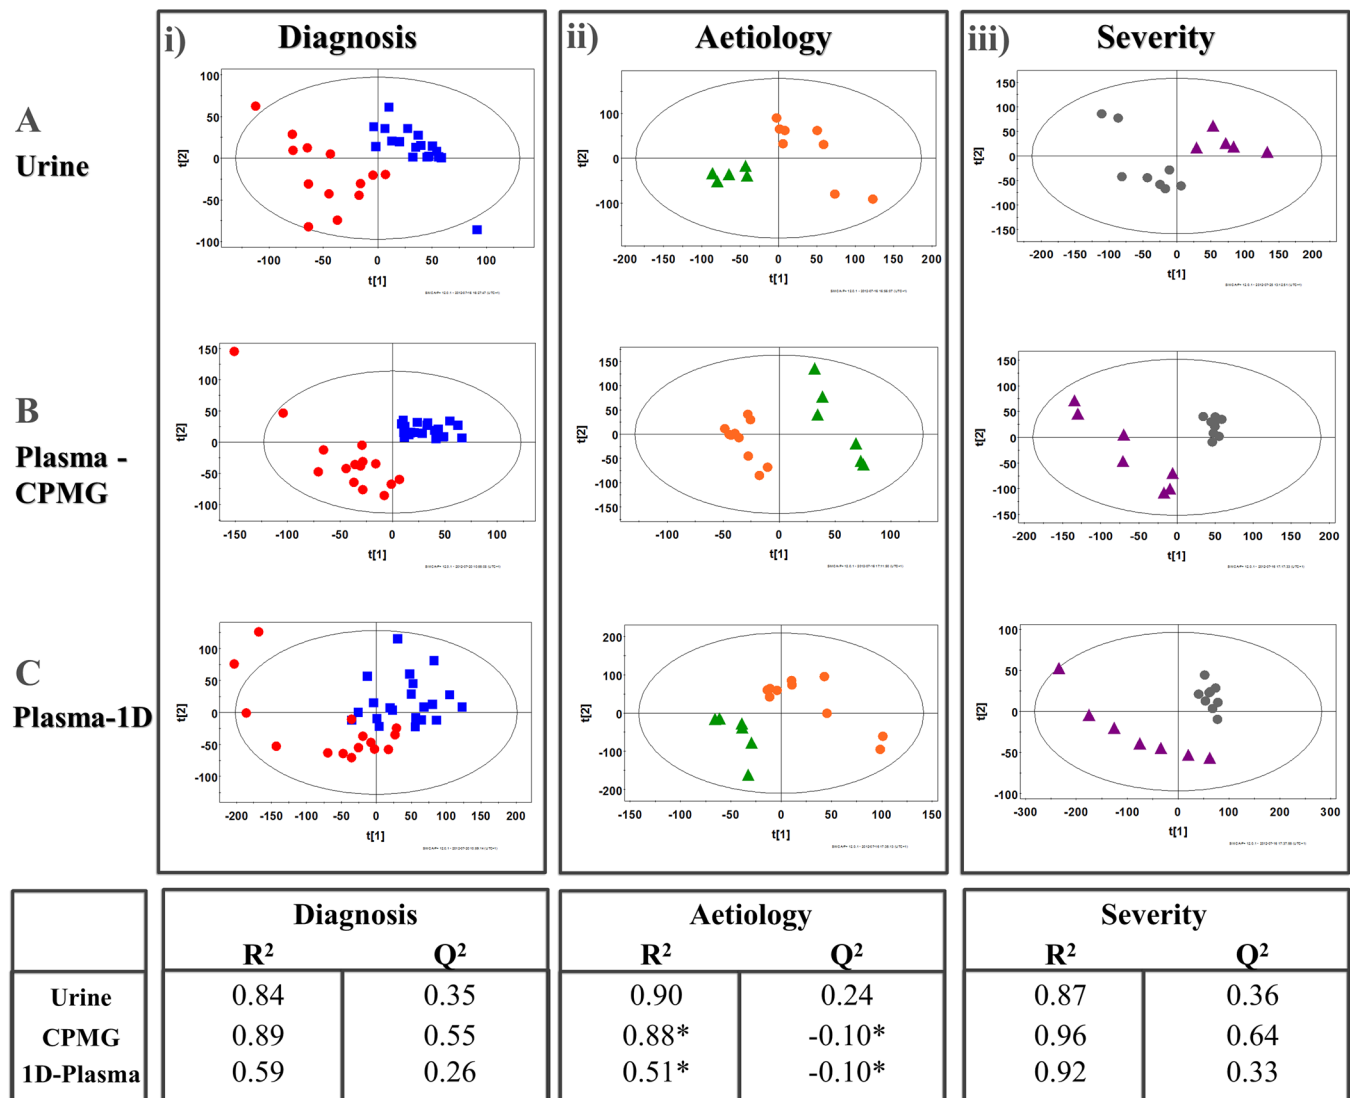 i) Diagnosis
ii) Aetiology
iii) Severity
A
Urine
100
50
0
-50
-100
t[2]
-100 -50 0 50 100
t[1]
100
0
-100
t[2]
-200 -150 -100 -50 0 50 100 150 200
t[1]
150
100
50
0
-50
-100
-150
t[2]
-200 -150 -100 -50 0 50 100 150 200
t[1]
B
Plasma -
CPMG
150
100
50
0
-50
-100
t[2]
-150 -100 -50 0 50 100
t[1]
150
100
50
0
-50
-100
-150
t[2]
-150 -100 -50 0 50 100 150
t[1]
150
100
50
0
-50
-100
-150
t[2]
-200 -150 -100 -50 0 50 100 150 200
t[1]
C
Plasma-1D
100
50
0
-50
-100
t[2]
-200 -150 -100 -50 0 50 100 150 200
t[1]
200
100
0
-100
-200
t[2]
-150 -100 -50 0 50 100 150
t[1]
100
50
0
-50
-100
t[2]
-300 -200 -100 0 100 200 300
t[1]
Diagnosis Aetiology Severity
R² Q² R² Q² R² Q²
Urine 0.84 0.35 0.90 0.24 0.87 0.36
CPMG 0.89 0.55 0.88* -0.10* 0.96 0.64
1D-Plasma 0.59 0.26 0.51* -0.10* 0.92 0.33